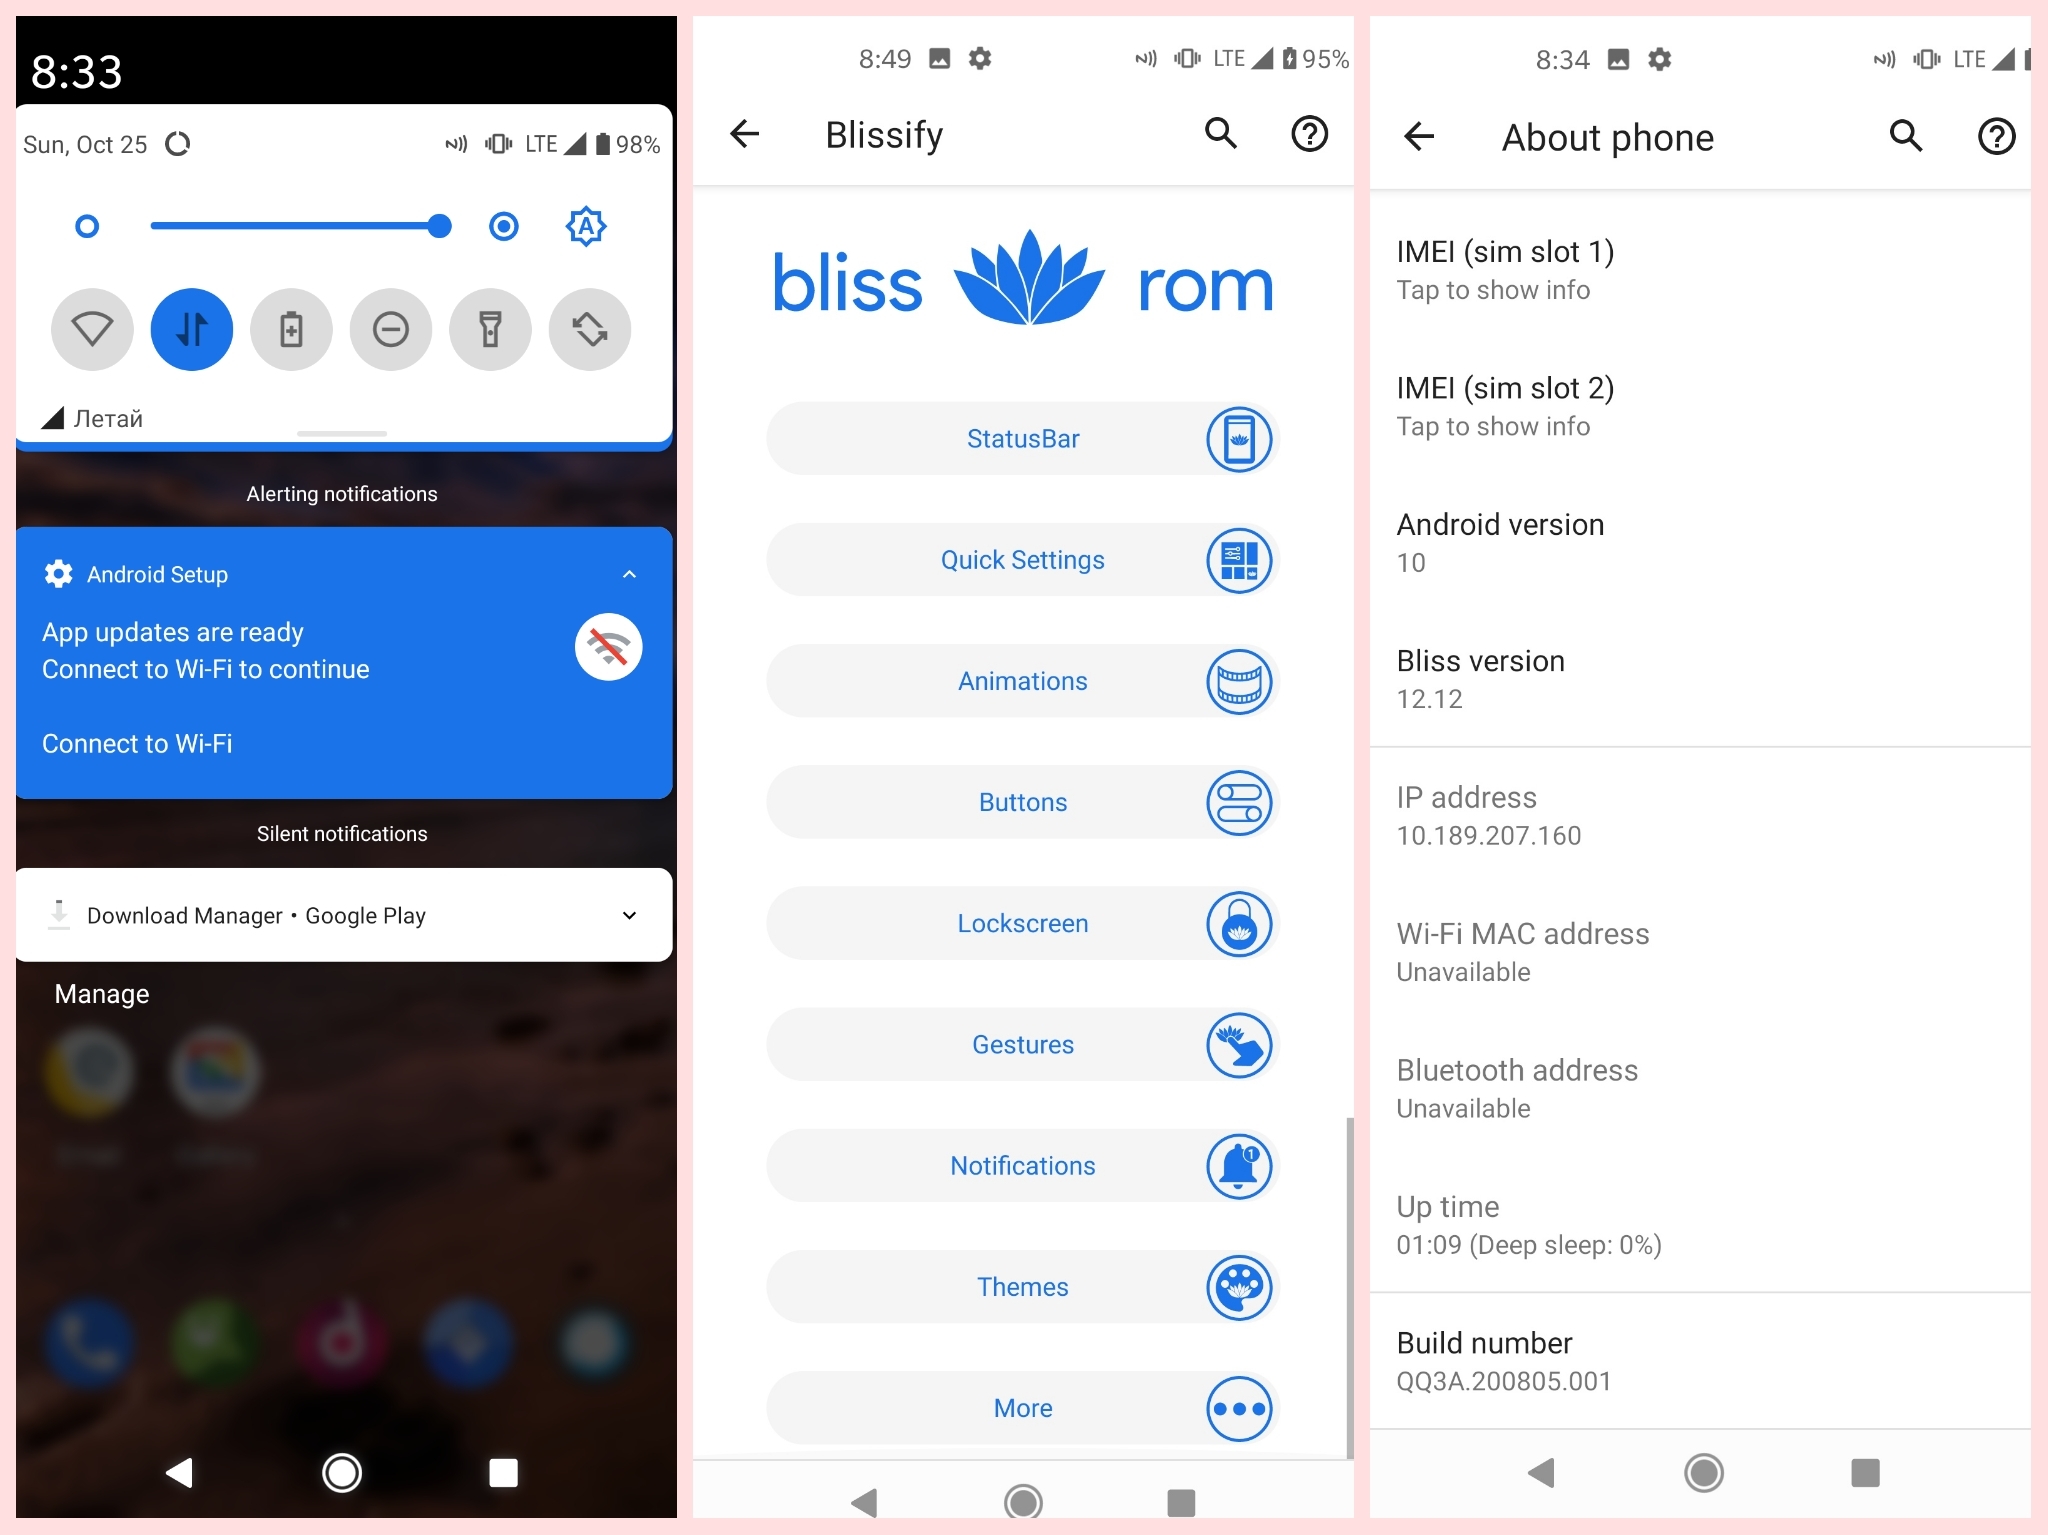 8:33
Sun, Oct 25 LTE 98%
A
Летай
Alerting notifications
Android Setup
App updates are ready
Connect to Wi-Fi to continue
Connect to Wi-Fi
Silent notifications
Download Manager • Google Play
Manage
8:49 LTE 95%
Blissify
bliss rom
StatusBar
Quick Settings
Animations
Buttons
Lockscreen
Gestures
Notifications
1
Themes
More
8:34 LTE
About phone
IMEI (sim slot 1)
Tap to show info
IMEI (sim slot 2)
Tap to show info
Android version
10
Bliss version
12.12
IP address
10.189.207.160
Wi-Fi MAC address
Unavailable
Bluetooth address
Unavailable
Up time
01:09 (Deep sleep: 0%)
Build number
QQ3A.200805.001